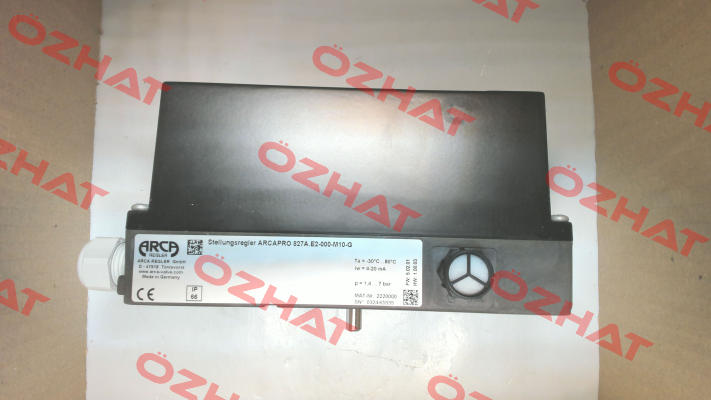 ÖZHAT
ÖZHAT
ÖZHAT
ÖZHAT
ÖZHAT
ÖZHAT
ÖZHAT
ÖZHAT
ARCA
REGLER
Stellungsregler ARCAPRO 827A.E2-000-M10-G
ARCA REGLER GmbH
D - 47918 Toenisvorst
www.arca-valve.com
Made in Germany
Ta = -30°C ... 80°C
Iw = 4-20 mA
p = 1,4 ... 7 bar
CE
IP
66